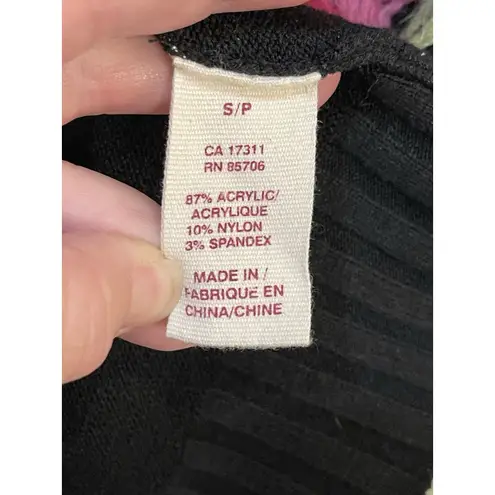 S/P
CA 17311
RN 85706
87% ACRYLIC/
ACRYLIQUE
10% NYLON
3% SPANDEX
MADE IN/
FABRIQUE EN
CHINA/CHINE